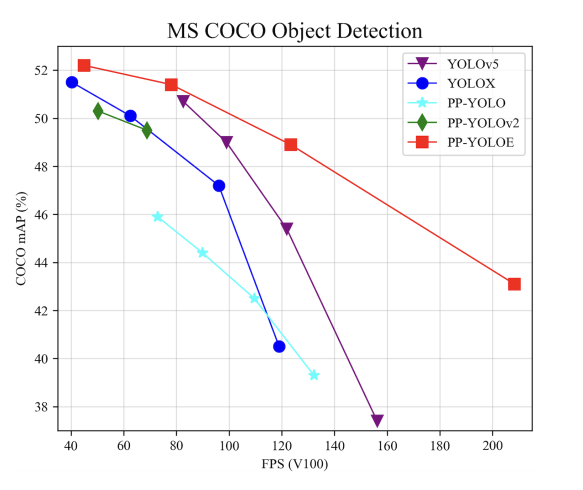 MS COCO Object Detection
YOLOv5
YOLOX
PP-YOLO
PP-YOLOv2
PP-YOLOE
COCO mAP (%)
52
50
48
46
44
42
40
38
40 60 80 100 120 140 160 180 200
FPS (V100)